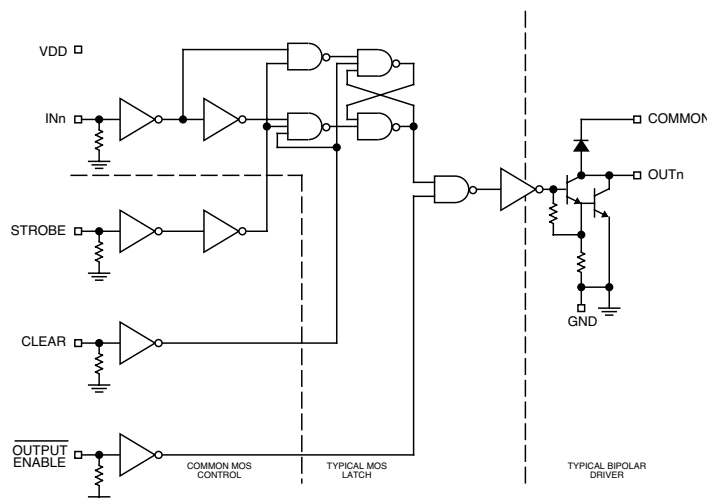 VDD
INn
COMMON
OUTn
STROBE
GND
CLEAR
OUTPUT
ENABLE
COMMON MOS
CONTROL
TYPICAL MOS
LATCH
TYPICAL BIPOLAR
DRIVER